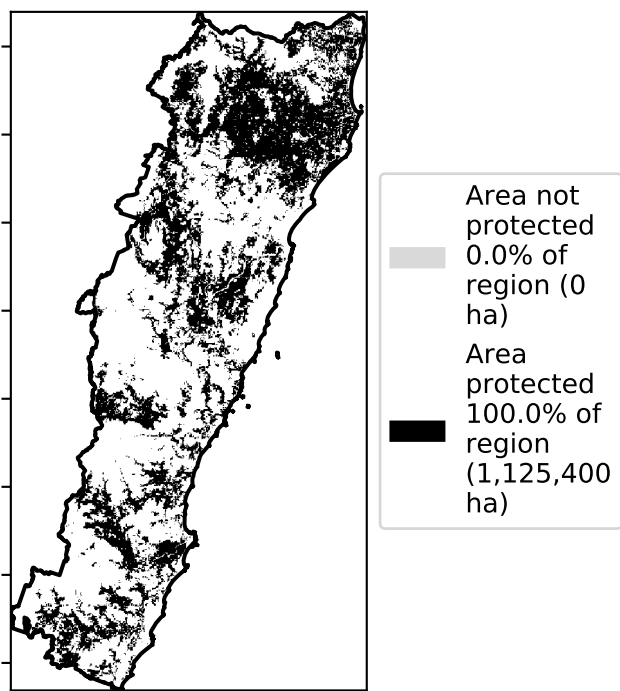 Area not
protected
0.0% of
region (0
ha)
Area
protected
100.0% of
region
(1,125,400
ha)